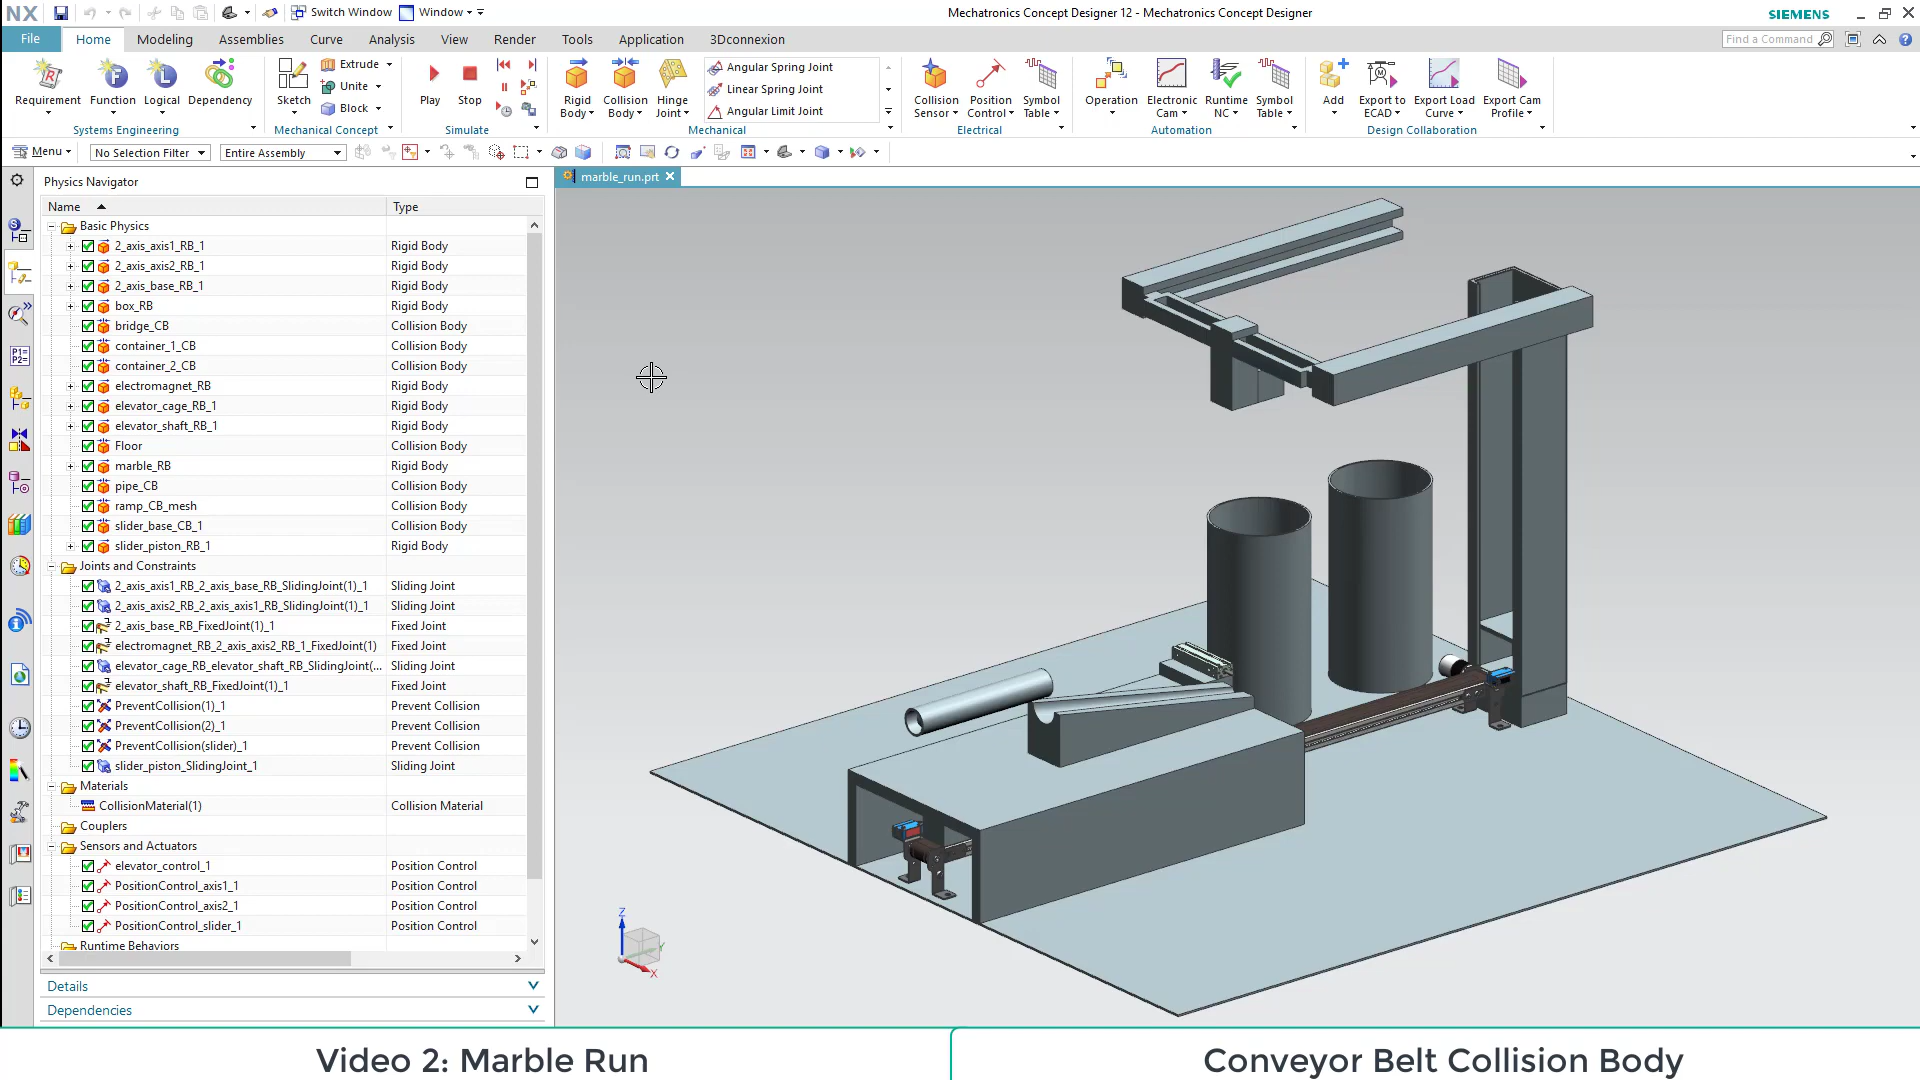 NX Switch Window Window Mechatronics Concept Designer 12 - Mechatronics Concept Designer SIEMENS
File Home Modeling Assemblies Curve Analysis View Render Tools Application 3Dconnexion Find a Command
Requirement Function Logical Dependency
Systems Engineering
Sketch Extrude Unite Block
Mechanical Concept
Play Stop
Simulate
Rigid Body Collision Body Hinge Joint
Angular Spring Joint
Linear Spring Joint
Angular Limit Joint
Mechanical
Collision Sensor Position Control Symbol Table
Electrical
Operation Electronic Cam Runtime NC Symbol Table
Automation
Add Export to ECAD Export Load Curve Export Cam Profile
Design Collaboration
Menu No Selection Filter Entire Assembly
Physics Navigator
marble_run.prt
Name Type
Basic Physics
2_axis_axis1_RB_1 Rigid Body
2_axis_axis2_RB_1 Rigid Body
2_axis_base_RB_1 Rigid Body
box_RB Rigid Body
bridge_CB Collision Body
container_1_CB Collision Body
container_2_CB Collision Body
electromagnet_RB Rigid Body
elevator_cage_RB_1 Rigid Body
elevator_shaft_RB_1 Rigid Body
Floor Collision Body
marble_RB Rigid Body
pipe_CB Collision Body
ramp_CB_mesh Collision Body
slider_base_CB_1 Collision Body
slider_piston_RB_1 Rigid Body
Joints and Constraints
2_axis_axis1_RB_2_axis_base_RB_SlidingJoint(1)_1 Sliding Joint
2_axis_axis2_RB_2_axis_axis1_RB_SlidingJoint(1)_1 Sliding Joint
2_axis_base_RB_FixedJoint(1)_1 Fixed Joint
electromagnet_RB_2_axis_axis2_RB_1_FixedJoint(1) Fixed Joint
elevator_cage_RB_elevator_shaft_RB_SlidingJoint(... Sliding Joint
elevator_shaft_RB_FixedJoint(1)_1 Fixed Joint
PreventCollision(1)_1 Prevent Collision
PreventCollision(2)_1 Prevent Collision
PreventCollision(slider)_1 Prevent Collision
slider_piston_SlidingJoint_1 Sliding Joint
Materials
CollisionMaterial(1) Collision Material
Couplers
Sensors and Actuators
elevator_control_1 Position Control
PositionControl_axis1_1 Position Control
PositionControl_axis2_1 Position Control
PositionControl_slider_1 Position Control
Runtime Behaviors
Details
Dependencies
Z
Y
X
Video 2: Marble Run
Conveyor Belt Collision Body